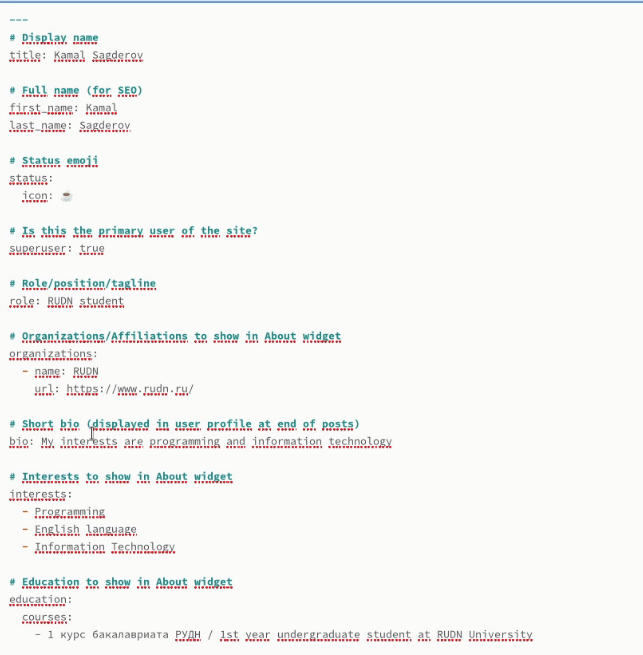 ---
# Display name
title: Kamal Sagderov
# Full name (for SEO)
first_name: Kamal
last_name: Sagderov
# Status emoji
status:
icon: ☕
# Is this the primary user of the site?
superuser: true
# Role/position/tagline
role: RUDN student
# Organizations/Affiliations to show in About widget
organizations:
- name: RUDN
url: https://www.rudn.ru/
# Short bio (displayed in user profile at end of posts)
bio: My interests are programming and information technology
# Interests to show in About widget
interests:
- Programming
- English language
- Information Technology
# Education to show in About widget
education:
courses:
- 1 курс бакалавриата РУДН / 1st year undergraduate student at RUDN University